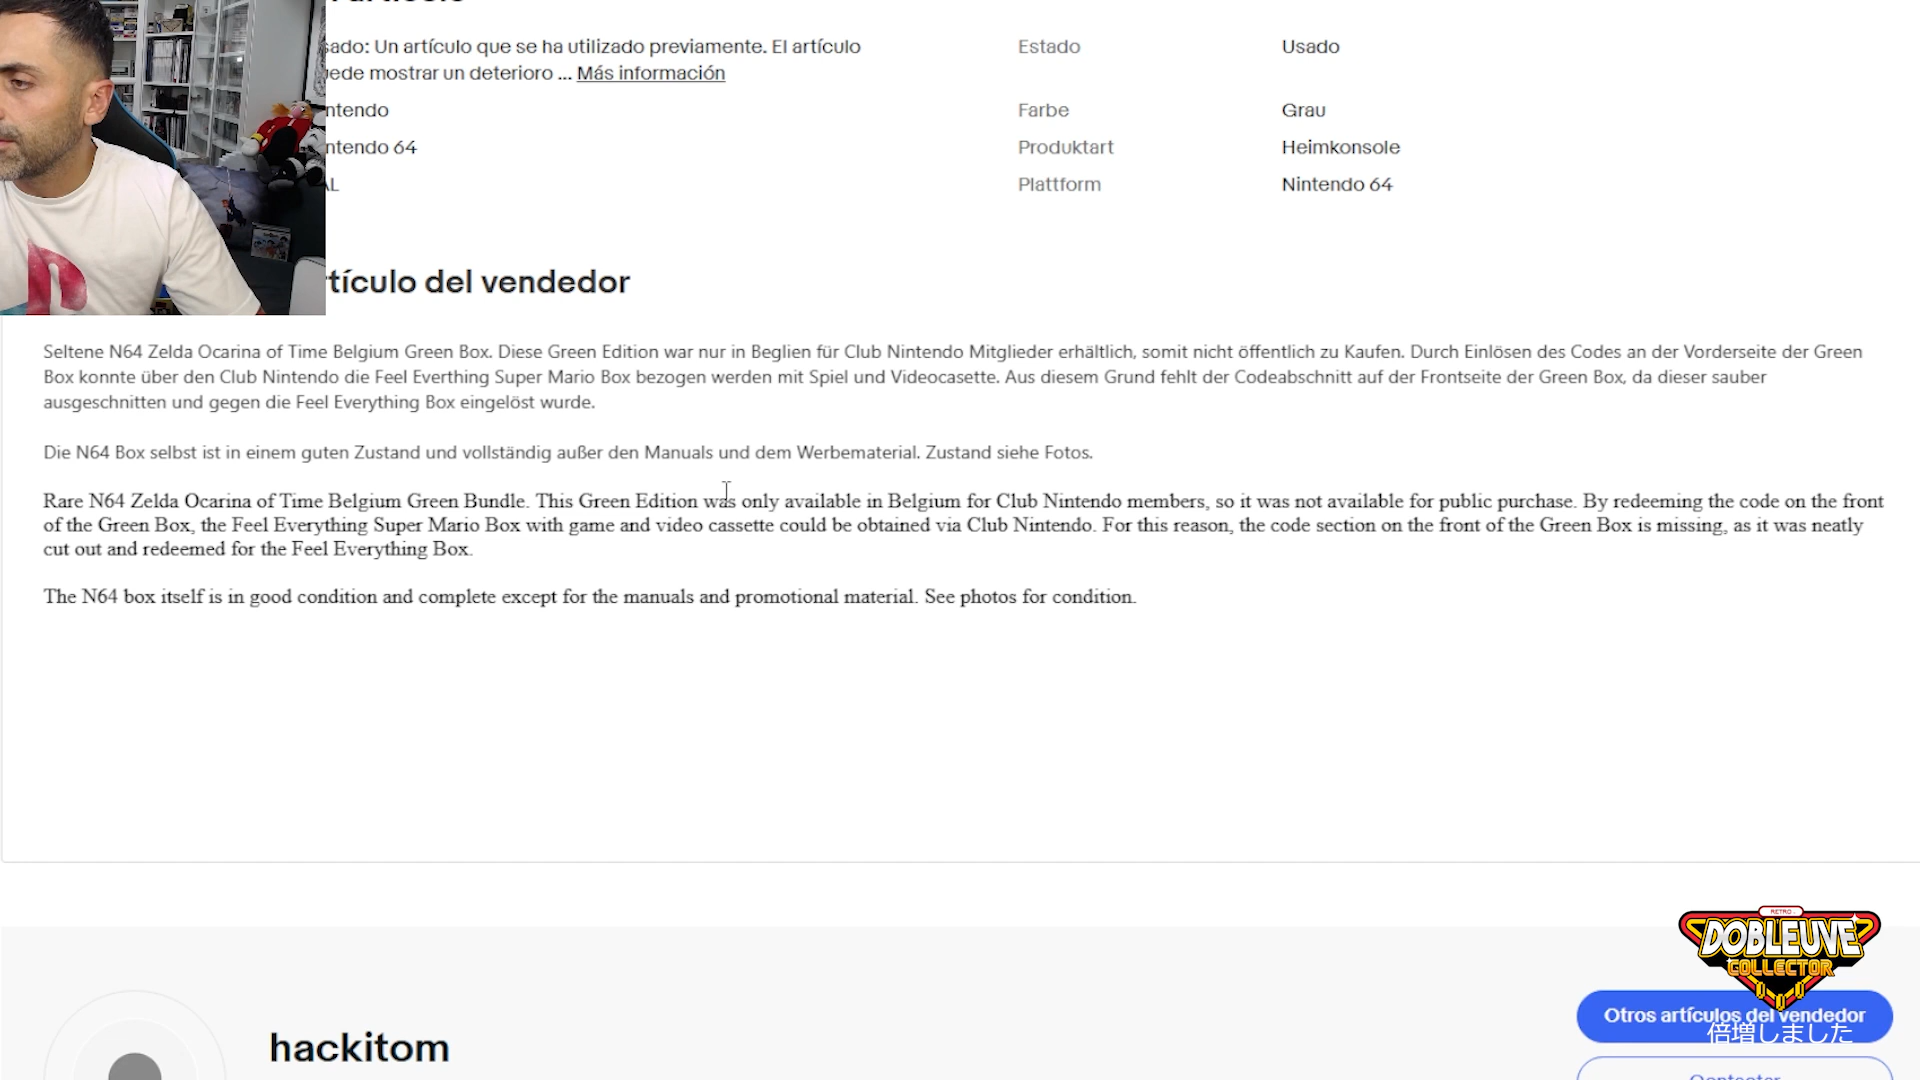 sado: Un artículo que se ha utilizado previamente. El artículo
uede mostrar un deterioro ... Más información
Estado Usado
ntendo
Farbe Grau
ntendo 64
Produktart Heimkonsole
AL
Plattform Nintendo 64
tículo del vendedor
Seltene N64 Zelda Ocarina of Time Belgium Green Box. Diese Green Edition war nur in Beglien für Club Nintendo Mitglieder erhältlich, somit nicht öffentlich zu Kaufen. Durch Einlösen des Codes an der Vorderseite der Green
Box konnte über den Club Nintendo die Feel Everthing Super Mario Box bezogen werden mit Spiel und Videocasette. Aus diesem Grund fehlt der Codeabschnitt auf der Frontseite der Green Box, da dieser sauber
ausgeschnitten und gegen die Feel Everything Box eingelöst wurde.
Die N64 Box selbst ist in einem guten Zustand und vollständig außer den Manuals und dem Werbematerial. Zustand siehe Fotos.
Rare N64 Zelda Ocarina of Time Belgium Green Bundle. This Green Edition was only available in Belgium for Club Nintendo members, so it was not available for public purchase. By redeeming the code on the front
of the Green Box, the Feel Everything Super Mario Box with game and video cassette could be obtained via Club Nintendo. For this reason, the code section on the front of the Green Box is missing, as it was neatly
cut out and redeemed for the Feel Everything Box.
The N64 box itself is in good condition and complete except for the manuals and promotional material. See photos for condition.
RETRO
DOBLEUVE
COLLECTOR
hackitom
Otros artículos del vendedor
倍増しました